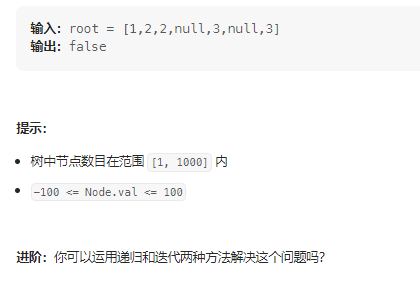 输入：root = [1,2,2,null,3,null,3]
输出：false
提示：
树中节点数目在范围 [1, 1000] 内
-100 <= Node.val <= 100
进阶：你可以运用递归和迭代两种方法解决这个问题吗？